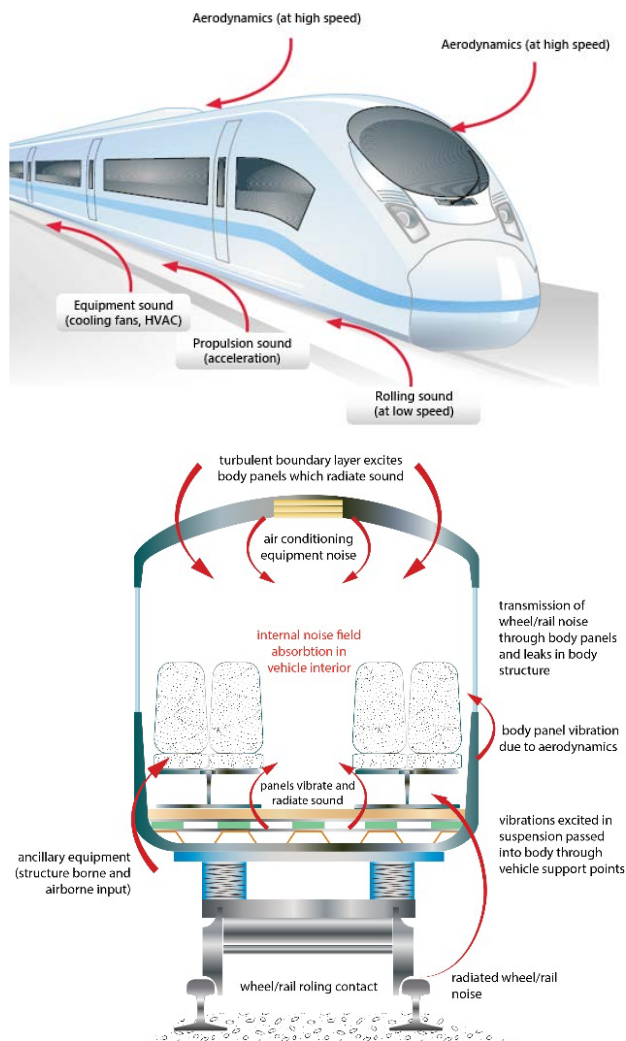 Aerodynamics (at high speed)
Aerodynamics (at high speed)
Equipment sound
(cooling fans, HVAC)
Propulsion sound
(acceleration)
Rolling sound
(at low speed)
turbulent boundary layer excites
body panels which radiate sound
air conditioning
equipment noise
transmission of
wheel/rail noise
through body panels
and leaks in body
structure
internal noise field
absorbtion in
vehicle interior
body panel vibration
due to aerodynamics
panels vibrate and
radiate sound
vibrations excited in
suspension passed
into body through
vehicle support points
ancillary equipment
(structure borne and
airborne input)
wheel/rail roling contact
radiated wheel/rail
noise